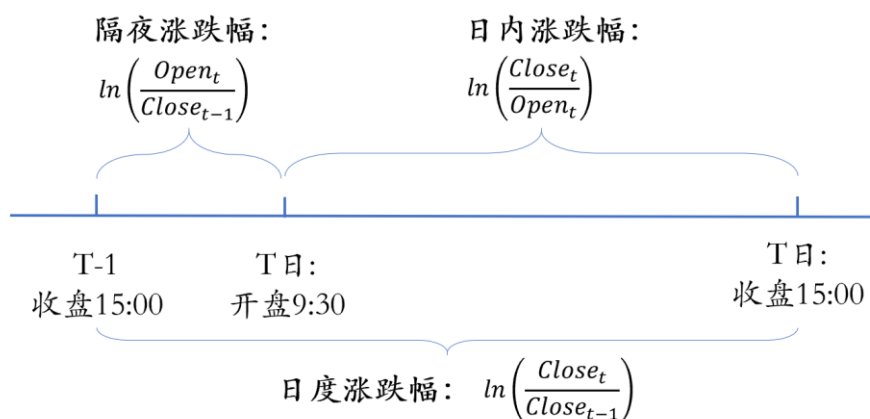 隔夜涨跌幅：
ln(Open_t/Close_{t-1})
日内涨跌幅：
ln(Close_t/Open_t)
T-1
收盘15:00
T日：
开盘9:30
T日：
收盘15:00
日度涨跌幅： ln(Close_t/Close_{t-1})